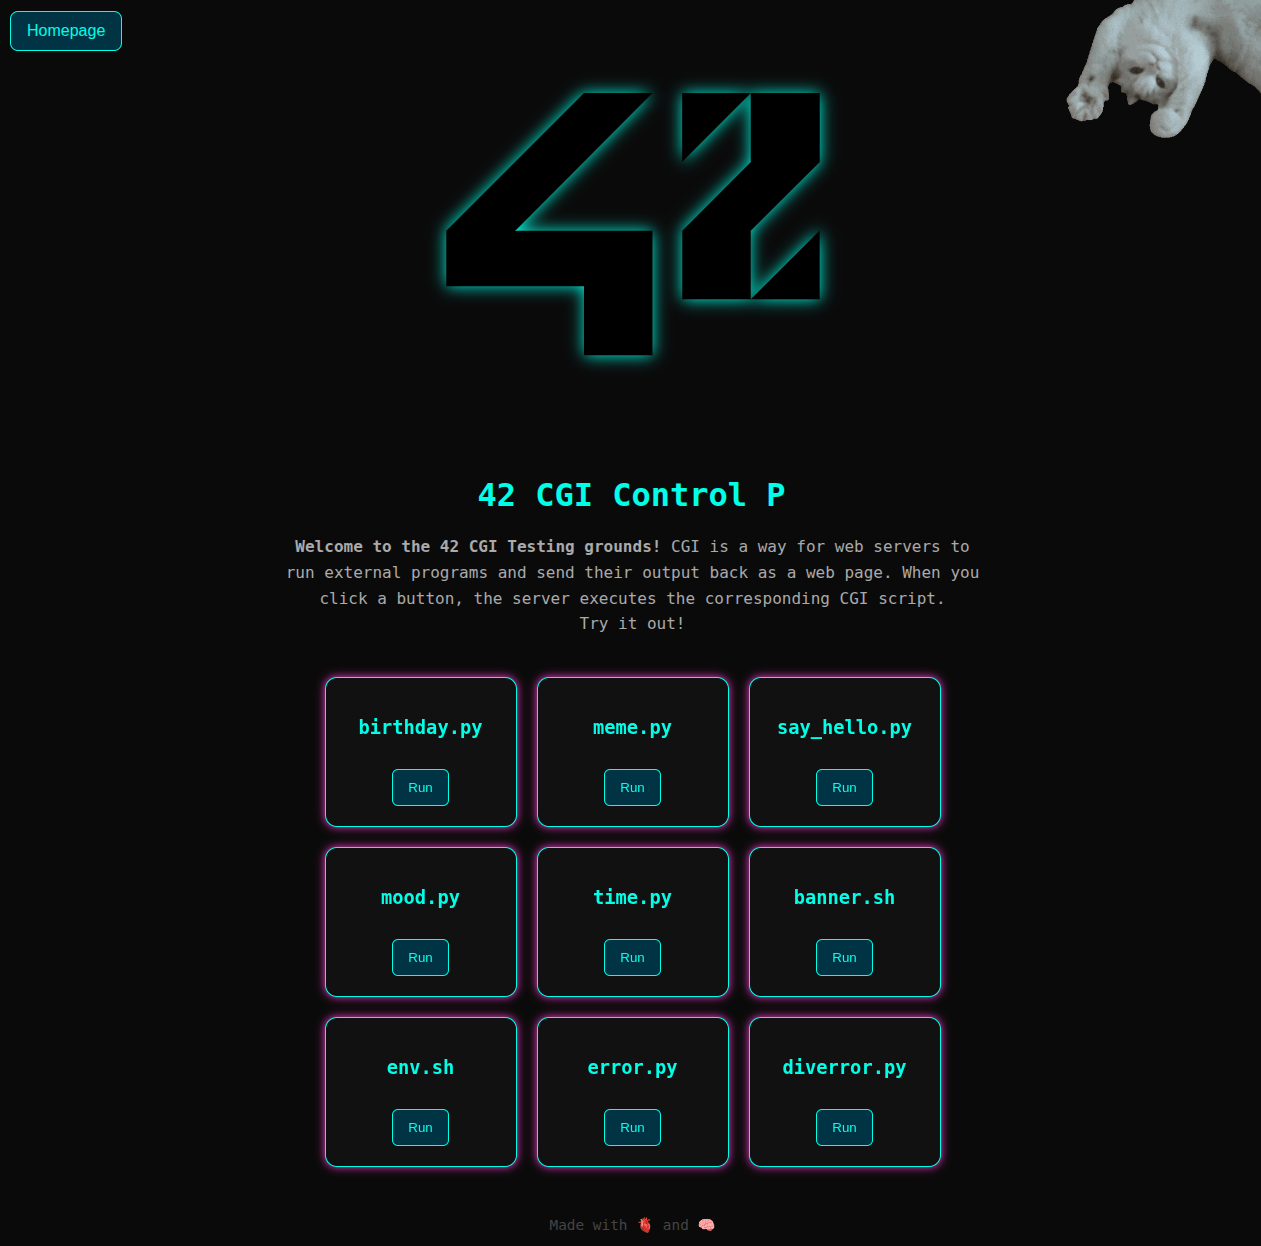 Homepage
42
42 CGI Control P
Welcome to the 42 CGI Testing grounds! CGI is a way for web servers to
run external programs and send their output back as a web page. When you
click a button, the server executes the corresponding CGI script.
Try it out!
birthday.py
Run
meme.py
Run
say_hello.py
Run
mood.py
Run
time.py
Run
banner.sh
Run
env.sh
Run
error.py
Run
diverror.py
Run
Made with 🫀 and 🧠